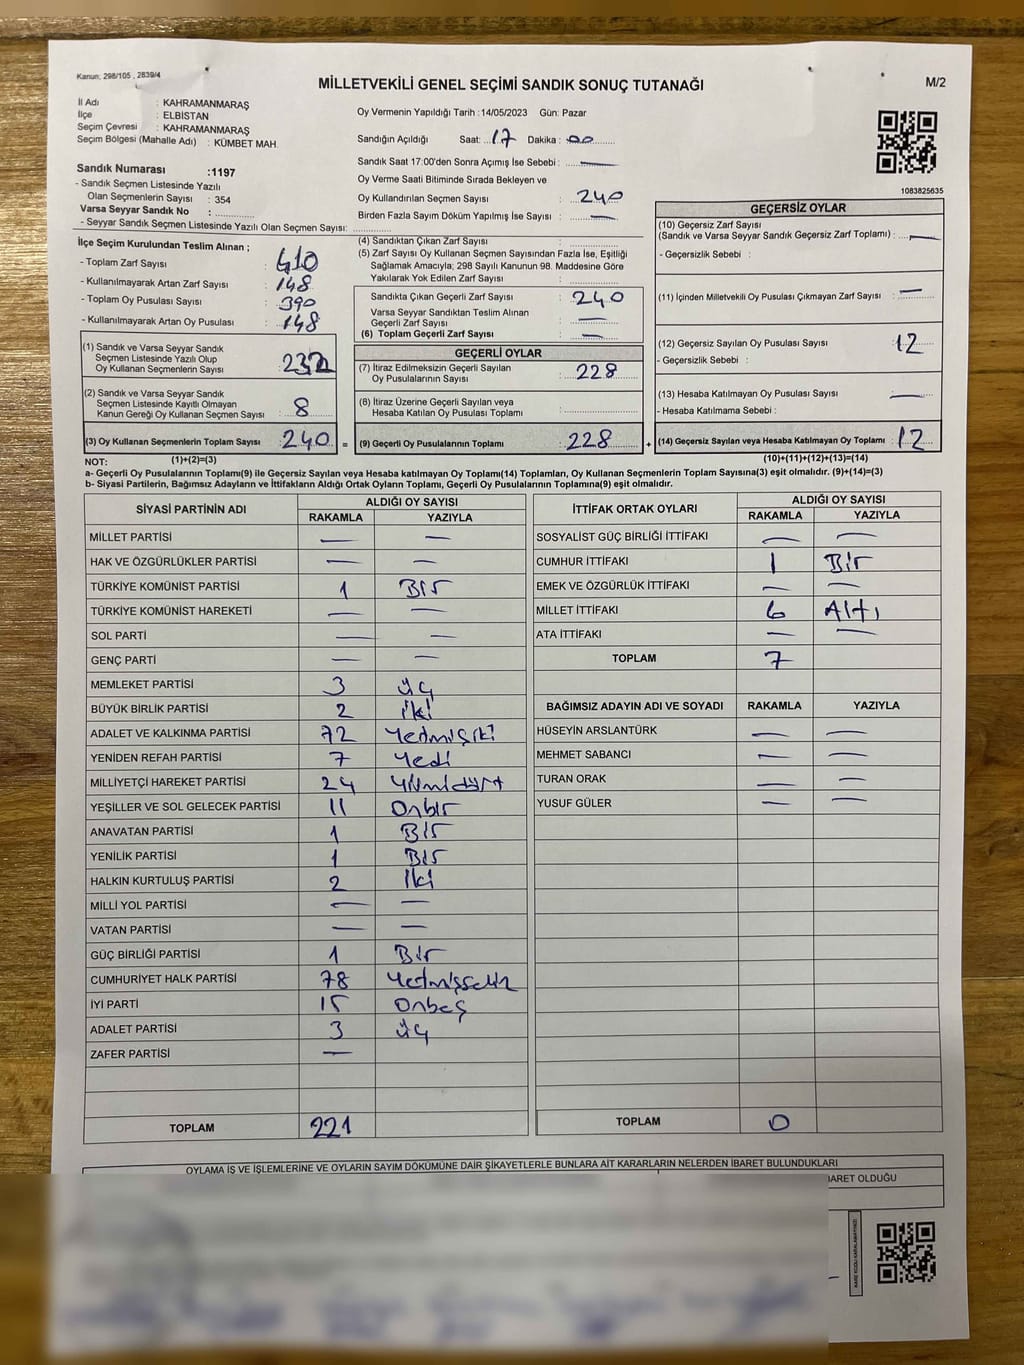 Kanun; 298/105 , 2839/4
MİLLETVEKİLİ GENEL SEÇİMİ SANDIK SONUÇ TUTANAĞI
M/2
İl Adı : KAHRAMANMARAŞ
İlçe : ELBİSTAN
Seçim Çevresi : KAHRAMANMARAŞ
Seçim Bölgesi (Mahalle Adı) : KÜMBET MAH.
Sandık Numarası :1197
- Sandık Seçmen Listesinde Yazılı
Olan Seçmenlerin Sayısı : 354
Varsa Seyyar Sandık No :
- Seyyar Sandık Seçmen Listesinde Yazılı Olan Seçmen Sayısı:
Oy Vermenin Yapıldığı Tarih :14/05/2023 Gün: Pazar
Sandığın Açıldığı Saat: 17 Dakika : 00
Sandık Saat 17:00'den Sonra Açımış İse Sebebi : —
Oy Verme Saati Bitiminde Sırada Bekleyen ve
Oy Kullandırılan Seçmen Sayısı : 240
Birden Fazla Sayım Döküm Yapılmış İse Sayısı : —
1083825635
İlçe Seçim Kurulundan Teslim Alınan ;
- Toplam Zarf Sayısı : 410
- Kullanılmayarak Artan Zarf Sayısı : 148
- Toplam Oy Pusulası Sayısı : 390
- Kullanılmayarak Artan Oy Pusulası : 148
(1) Sandık ve Varsa Seyyar Sandık
Seçmen Listesinde Yazılı Olup
Oy Kullanan Seçmenlerin Sayısı : 232
(2) Sandık ve Varsa Seyyar Sandık
Seçmen Listesinde Kayıtlı Olmayan
Kanun Gereği Oy Kullanan Seçmen Sayısı : 8
(3) Oy Kullanan Seçmenlerin Toplam Sayısı : 240 =
(1)+(2)=(3)
(4) Sandıktan Çıkan Zarf Sayısı :
(5) Zarf Sayısı Oy Kullanan Seçmen Sayısından Fazla İse, Eşitliği
Sağlamak Amacıyla; 298 Sayılı Kanunun 98. Maddesine Göre
Yakılarak Yok Edilen Zarf Sayısı :
Sandıkta Çıkan Geçerli Zarf Sayısı : 240
Varsa Seyyar Sandıktan Teslim Alınan
Geçerli Zarf Sayısı : —
(6) Toplam Geçerli Zarf Sayısı : —
GEÇERLİ OYLAR
(7) İtiraz Edilmeksizin Geçerli Sayılan
Oy Pusulalarının Sayısı : 228
(8) İtiraz Üzerine Geçerli Sayılan veya
Hesaba Katılan Oy Pusulası Toplamı :
(9) Geçerli Oy Pusulalarının Toplamı : 228 +
GEÇERSİZ OYLAR
(10) Geçersiz Zarf Sayısı
(Sandık ve Varsa Seyyar Sandık Geçersiz Zarf Toplamı) : —
- Geçersizlik Sebebi :
(11) İçinden Milletvekili Oy Pusulası Çıkmayan Zarf Sayısı : —
(12) Geçersiz Sayılan Oy Pusulası Sayısı : 12
- Geçersizlik Sebebi :
(13) Hesaba Katılmayan Oy Pusulası Sayısı : —
- Hesaba Katılmama Sebebi :
(14) Geçersiz Sayılan veya Hesaba Katılmayan Oy Toplamı : 12
(10)+(11)+(12)+(13)=(14)
NOT:
a- Geçerli Oy Pusulalarının Toplamı(9) ile Geçersiz Sayılan veya Hesaba katılmayan Oy Toplamı(14) Toplamları, Oy Kullanan Seçmenlerin Toplam Sayısına(3) eşit olmalıdır. (9)+(14)=(3)
b- Siyasi Partilerin, Bağımsız Adayların ve İttifakların Aldığı Ortak Oyların Toplamı, Geçerli Oy Pusulalarının Toplamına(9) eşit olmalıdır.
SİYASİ PARTİNİN ADI ALDIĞI OY SAYISI
RAKAMLA YAZIYLA
MİLLET PARTİSİ — —
HAK VE ÖZGÜRLÜKLER PARTİSİ — —
TÜRKİYE KOMÜNİST PARTİSİ 1 Bir
TÜRKİYE KOMÜNİST HAREKETİ — —
SOL PARTİ — —
GENÇ PARTİ — —
MEMLEKET PARTİSİ 3 üç
BÜYÜK BİRLİK PARTİSİ 2 iki
ADALET VE KALKINMA PARTİSİ 72 Yetmişiki
YENİDEN REFAH PARTİSİ 7 Yedi
MİLLİYETÇİ HAREKET PARTİSİ 24 Yirmidört
YEŞİLLER VE SOL GELECEK PARTİSİ 11 Onbir
ANAVATAN PARTİSİ 1 Bir
YENİLİK PARTİSİ 1 Bir
HALKIN KURTULUŞ PARTİSİ 2 İki
MİLLİ YOL PARTİSİ — —
VATAN PARTİSİ — —
GÜÇ BİRLİĞİ PARTİSİ 1 Bir
CUMHURİYET HALK PARTİSİ 78 Yetmişsekiz
İYİ PARTİ 15 Onbeş
ADALET PARTİSİ 3 üç
ZAFER PARTİSİ —
TOPLAM 221
İTTİFAK ORTAK OYLARI ALDIĞI OY SAYISI
RAKAMLA YAZIYLA
SOSYALİST GÜÇ BİRLİĞİ İTTİFAKI — —
CUMHUR İTTİFAKI 1 Bir
EMEK VE ÖZGÜRLÜK İTTİFAKI — —
MİLLET İTTİFAKI 6 Altı
ATA İTTİFAKI — —
TOPLAM 7
BAĞIMSIZ ADAYIN ADI VE SOYADI RAKAMLA YAZIYLA
HÜSEYİN ARSLANTÜRK — —
MEHMET SABANCI — —
TURAN ORAK — —
YUSUF GÜLER — —
TOPLAM 0
OYLAMA İŞ VE İŞLEMLERİNE VE OYLARIN SAYIM DÖKÜMÜNE DAİR ŞİKAYETLERLE BUNLARA AİT KARARLARIN NELERDEN İBARET BULUNDUKLARI
BARET OLDUĞU
KARE KODU KARALAMAYINIZ!